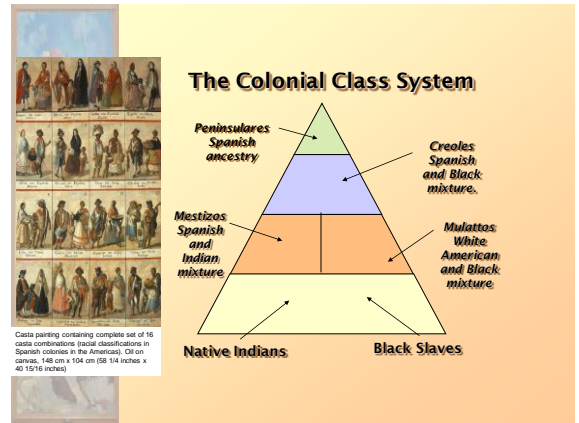 The Colonial Class System
Peninsulares
Spanish
ancestry
Creoles
Spanish
and Black
mixture.
Mestizos
Spanish
and
Indian
mixture
Mulattos
White
American
and Black
mixture
Native Indians
Black Slaves
Casta painting containing complete set of 16
casta combinations (racial classifications in
Spanish colonies in the Americas). Oil on
canvas, 148 cm x 104 cm (58 1/4 inches x
40 15/16 inches)